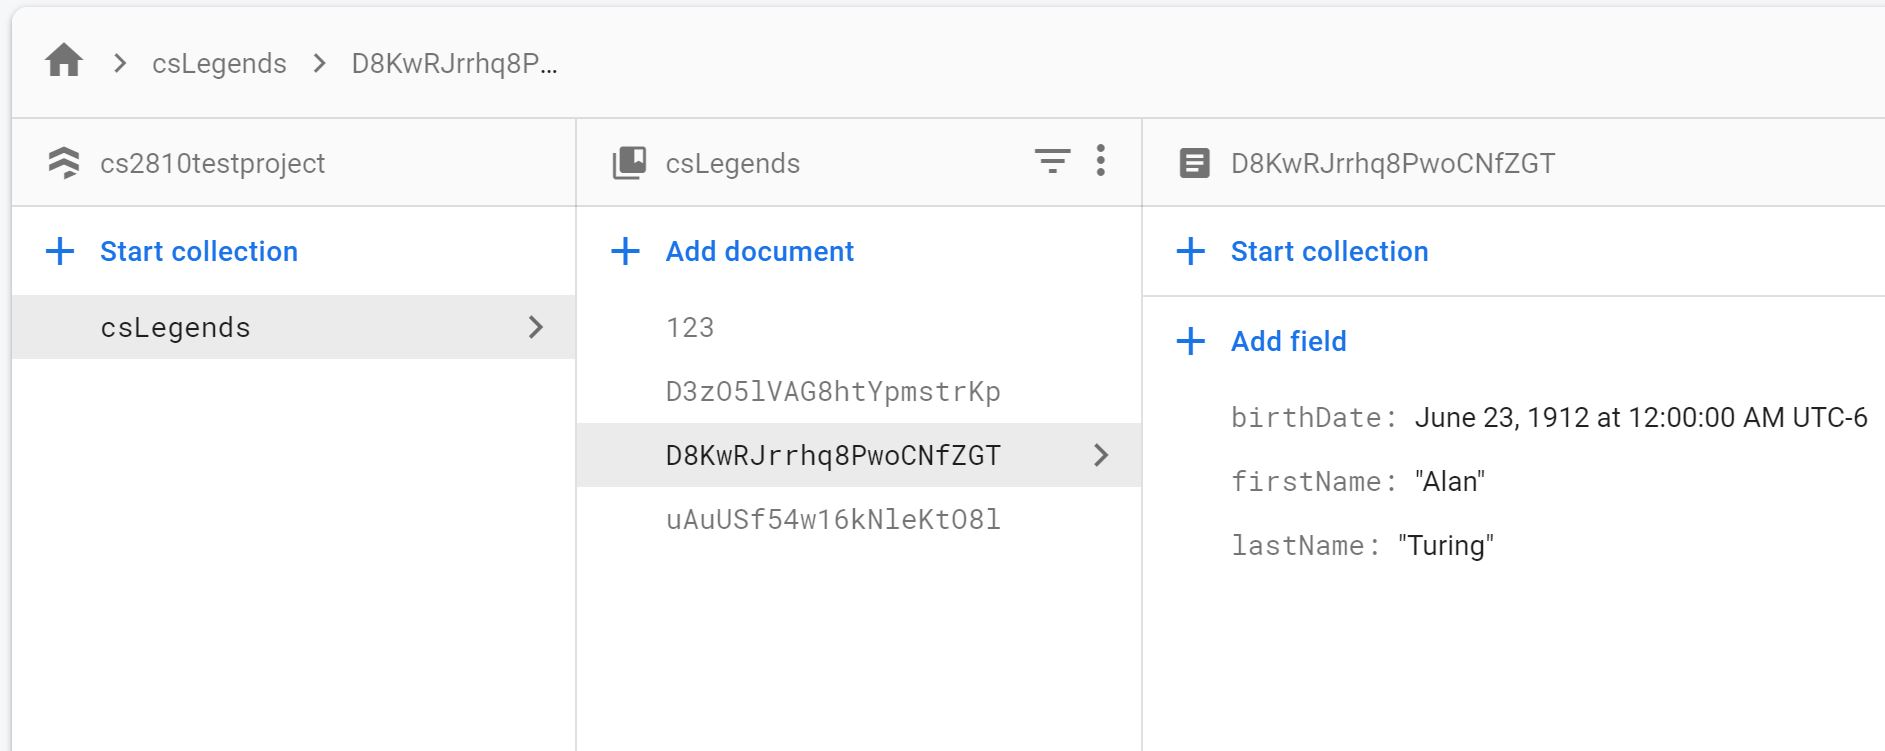 csLegends
D8KwRJrrhq8P...
cs2810testproject
Start collection
csLegends
csLegends
Add document
123
D3zO5lVAG8htYpmstrKp
D8KwRJrrhq8PwoCNfZGT
uAuUSf54w16kNleKtO8l
D8KwRJrrhq8PwoCNfZGT
Start collection
Add field
birthDate: June 23, 1912 at 12:00:00 AM UTC-6
firstName: "Alan"
lastName: "Turing"